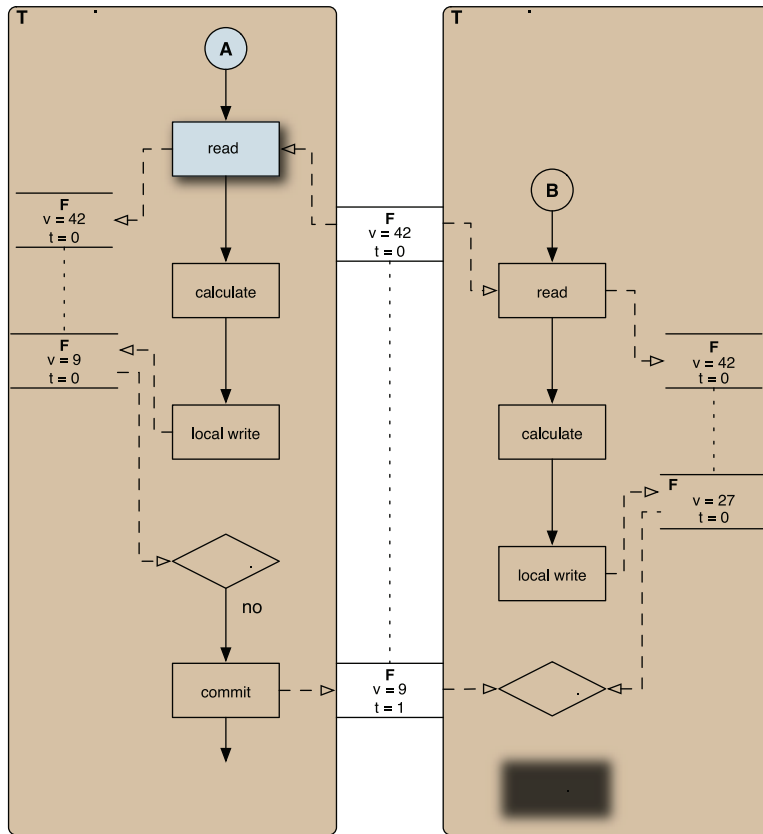 T
T
A
read
F
v = 42
t = 0
F
v = 42
t = 0
B
calculate
read
F
v = 9
t = 0
F
v = 42
t = 0
local write
calculate
F
v = 27
t = 0
local write
no
commit
F
v = 9
t = 1